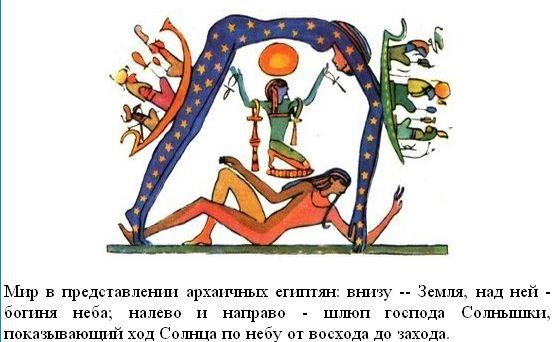 Мир в представлении архаичных египтян: внизу -- Земля, над ней -
богиня неба; налево и направо - шлюп господа Солнышки,
показывающий ход Солнца по небу от восхода до захода.